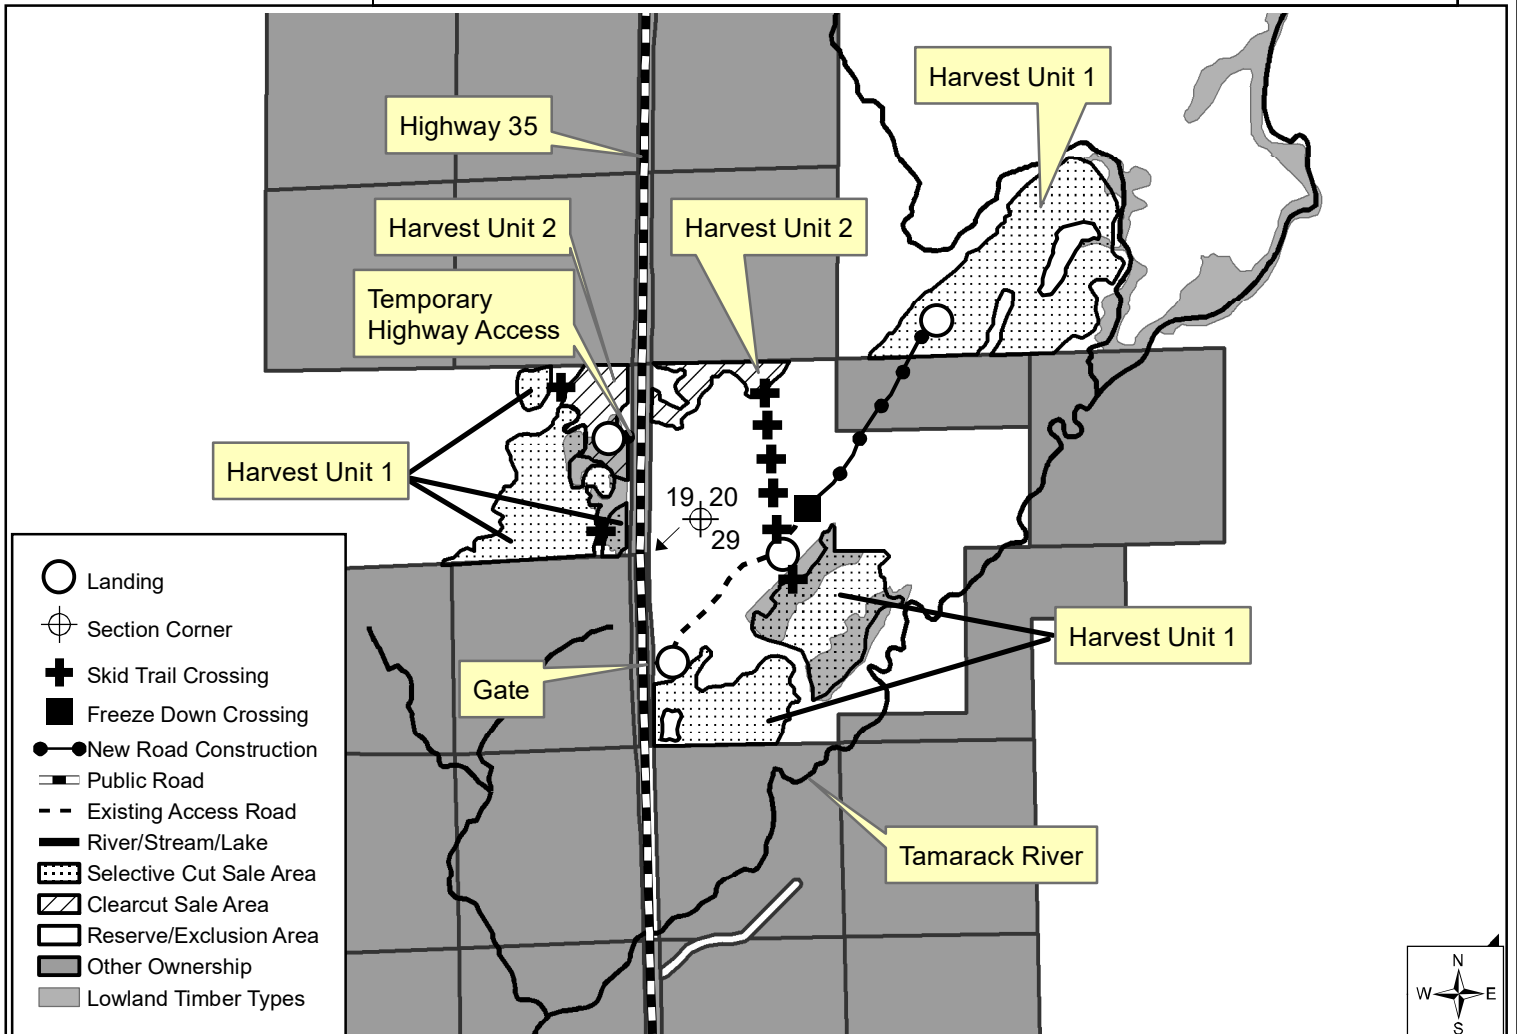 Harvest Unit 1
Highway 35
Harvest Unit 2
Harvest Unit 2
Temporary
Highway Access
Harvest Unit 1
19 20
29
Harvest Unit 1
Gate
Tamarack River
Landing
Section Corner
Skid Trail Crossing
Freeze Down Crossing
New Road Construction
Public Road
Existing Access Road
River/Stream/Lake
Selective Cut Sale Area
Clearcut Sale Area
Reserve/Exclusion Area
Other Ownership
Lowland Timber Types
N
W E
S